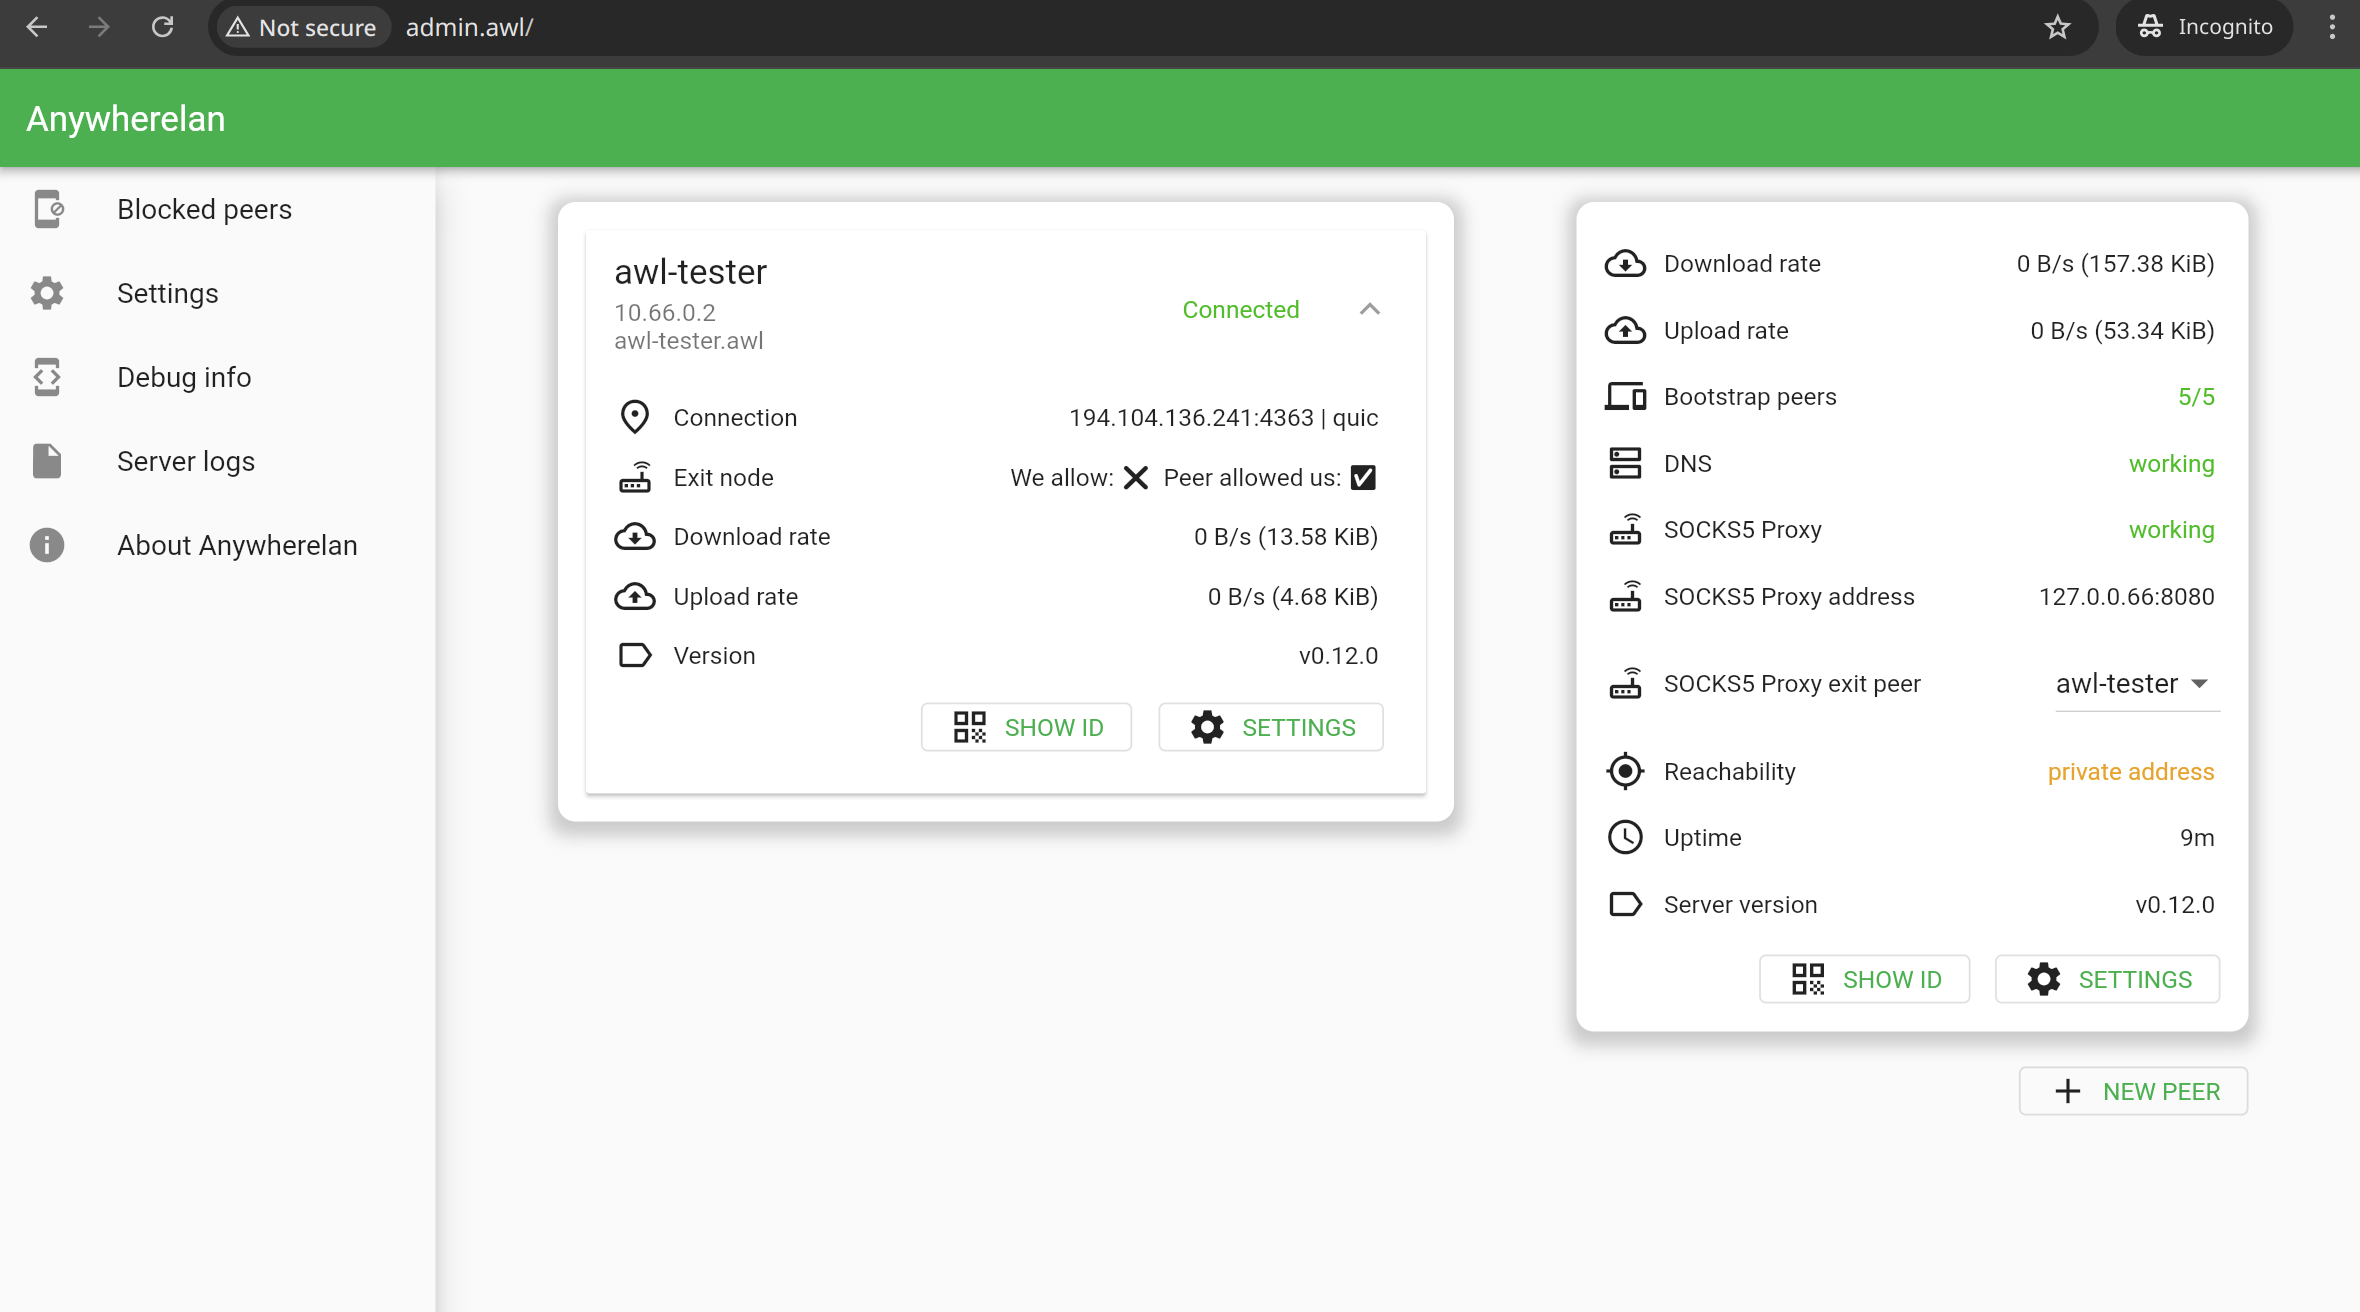 Not secure
admin.awl/
Incognito
Anywherelan
Blocked peers
Settings
Debug info
Server logs
About Anywherelan
awl-tester
10.66.0.2
awl-tester.awl
Connected
Connection 194.104.136.241:4363 | quic
Exit node We allow: Peer allowed us:
Download rate 0 B/s (13.58 KiB)
Upload rate 0 B/s (4.68 KiB)
Version v0.12.0
SHOW ID SETTINGS
Download rate 0 B/s (157.38 KiB)
Upload rate 0 B/s (53.34 KiB)
Bootstrap peers 5/5
DNS working
SOCKS5 Proxy working
SOCKS5 Proxy address 127.0.0.66:8080
SOCKS5 Proxy exit peer awl-tester
Reachability private address
Uptime 9m
Server version v0.12.0
SHOW ID SETTINGS
NEW PEER